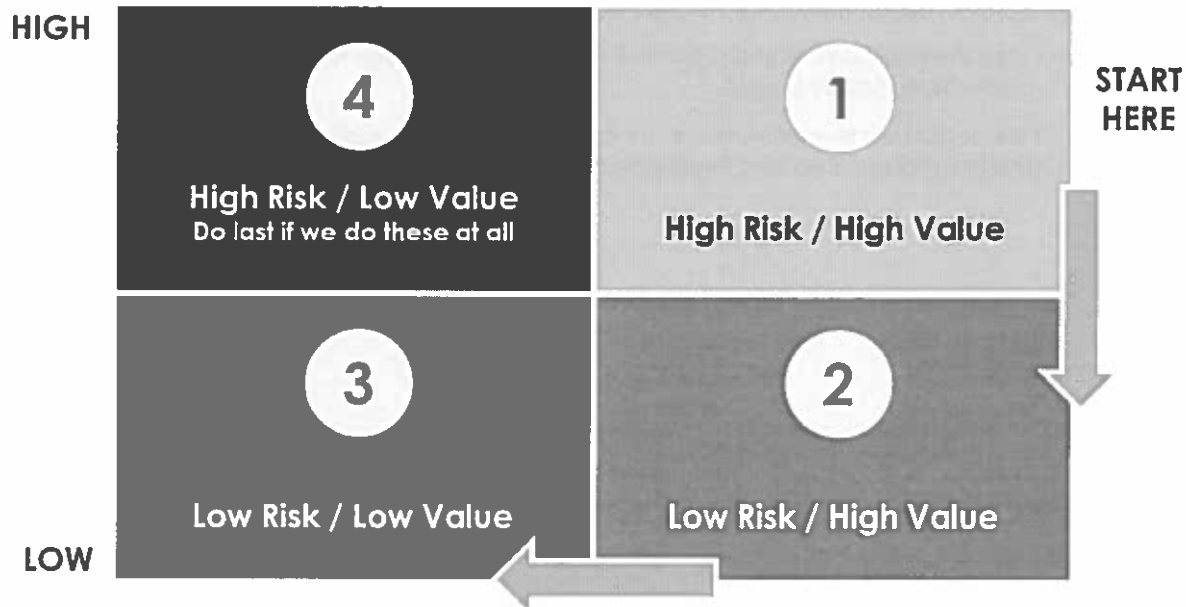 HIGH
4
High Risk / Low Value
Do last if we do these at all
1
High Risk / High Value
START
HERE
3
Low Risk / Low Value
2
Low Risk / High Value
LOW